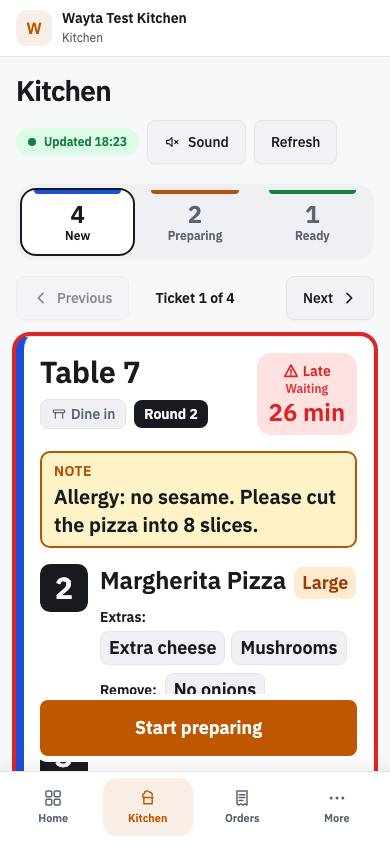 W
Wayta Test Kitchen
Kitchen
Kitchen
Updated 18:23
Sound
Refresh
4
New
2
Preparing
1
Ready
Previous
Ticket 1 of 4
Next
Table 7
Dine in
Round 2
Late
Waiting
26 min
NOTE
Allergy: no sesame. Please cut
the pizza into 8 slices.
2
Margherita Pizza
Large
Extras:
Extra cheese
Mushrooms
Remove:
No onions
Start preparing
Home
Kitchen
Orders
More